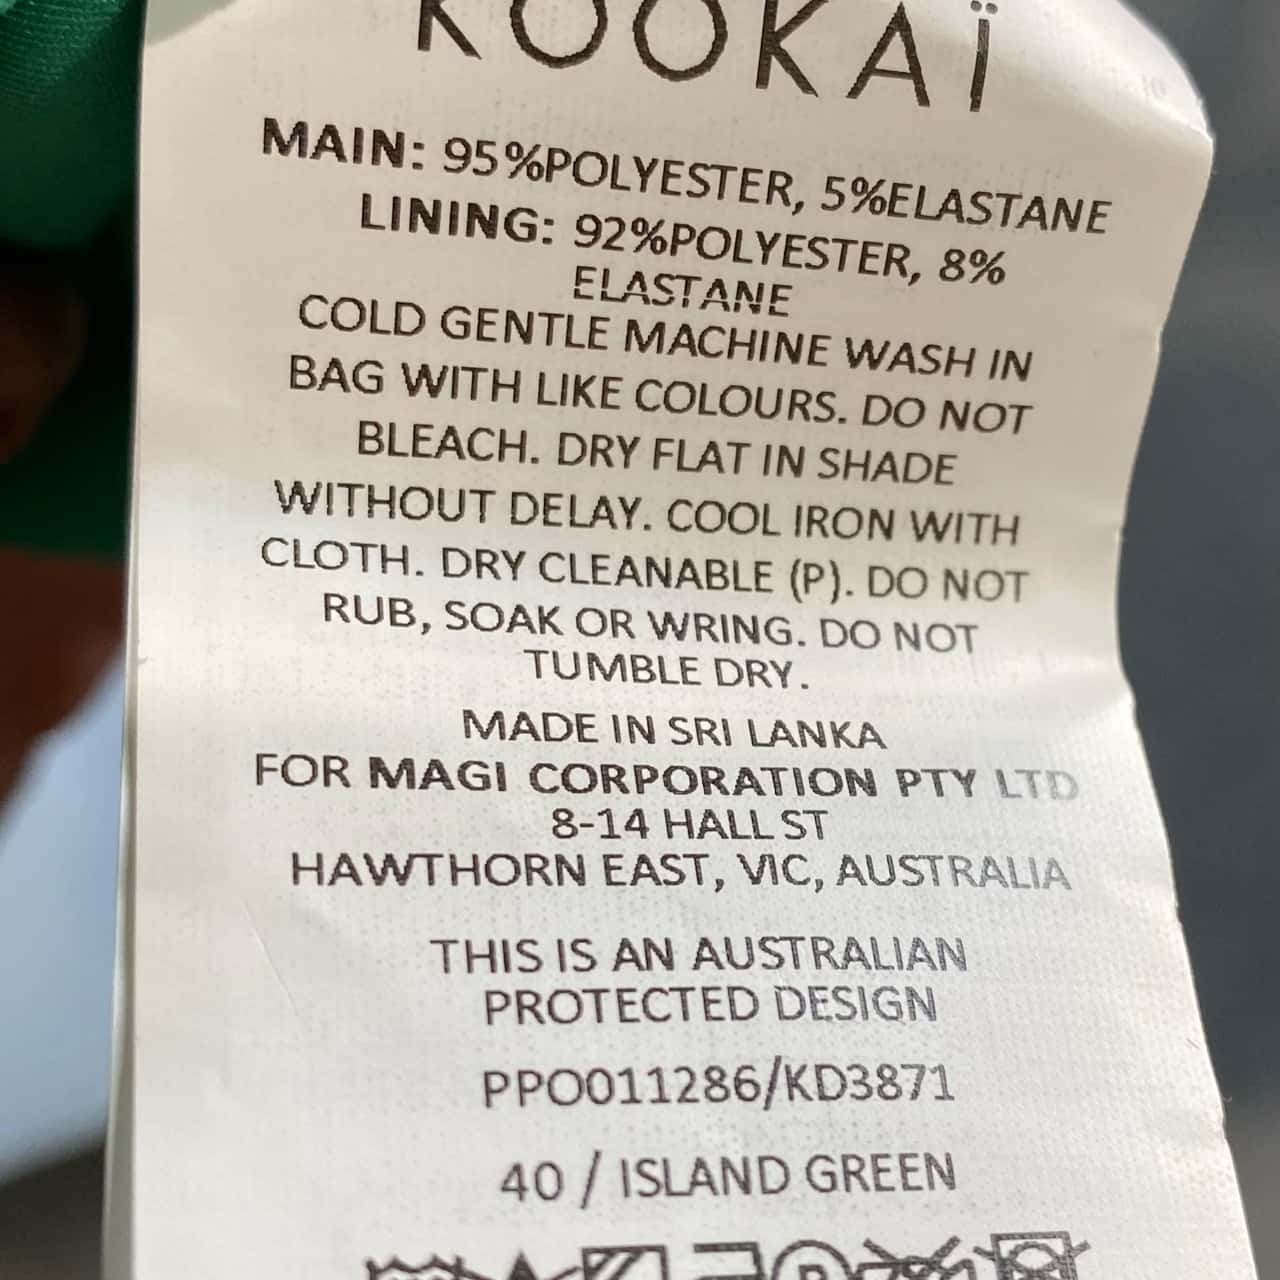 KOOKAÏ
MAIN: 95%POLYESTER, 5%ELASTANE
LINING: 92%POLYESTER, 8%
ELASTANE
COLD GENTLE MACHINE WASH IN
BAG WITH LIKE COLOURS. DO NOT
BLEACH. DRY FLAT IN SHADE
WITHOUT DELAY. COOL IRON WITH
CLOTH. DRY CLEANABLE (P). DO NOT
RUB, SOAK OR WRING. DO NOT
TUMBLE DRY.
MADE IN SRI LANKA
FOR MAGI CORPORATION PTY LTD
8-14 HALL ST
HAWTHORN EAST, VIC, AUSTRALIA
THIS IS AN AUSTRALIAN
PROTECTED DESIGN
PPO011286/KD3871
40 / ISLAND GREEN
P